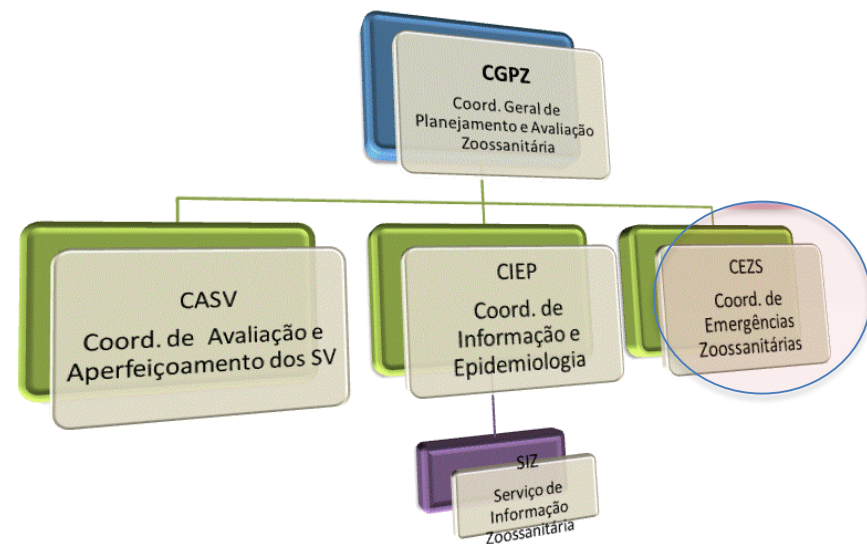 CGPZ
Coord. Geral de
Planejamento e Avaliação
Zoossanitária
CASV
Coord. de Avaliação e
Aperfeiçoamento dos SV
CIEP
Coord. de
Informação e
Epidemiologia
CEZS
Coord. de
Emergências
Zoossanitárias
SIZ
Serviço de
Informação
Zoossanitária